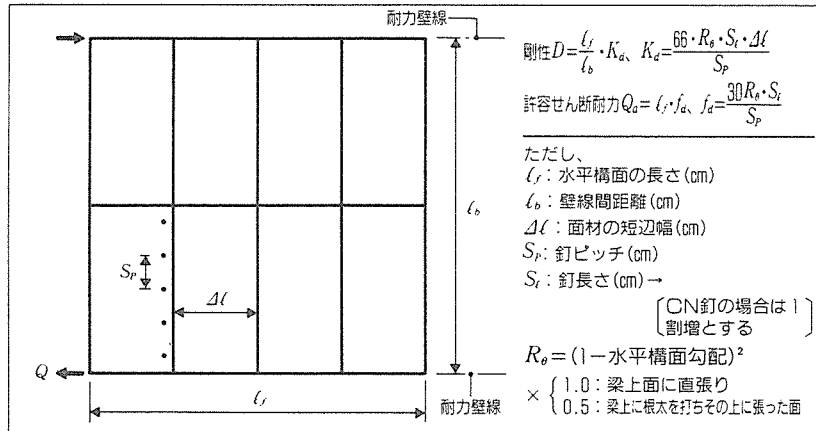 耐力壁線
ℓb
SP
Δℓ
Q
ℓf
耐力壁線
剛性D=ℓf/ℓb・Kd、Kd=66・Rθ・Sℓ・Δℓ/SP
許容せん断耐力Qa=ℓf・fd、fd=30Rθ・Sℓ/SP
ただし、
ℓf：水平構面の長さ(cm)
ℓb：壁線間距離(cm)
Δℓ：面材の短辺幅(cm)
SP：釘ピッチ(cm)
Sℓ：釘長さ(cm)→
〔CN釘の場合は1
割増とする〕
Rθ=(1−水平構面勾配)²
×{1.0：梁上面に直張り
0.5：梁上に根太を打ちその上に張った面